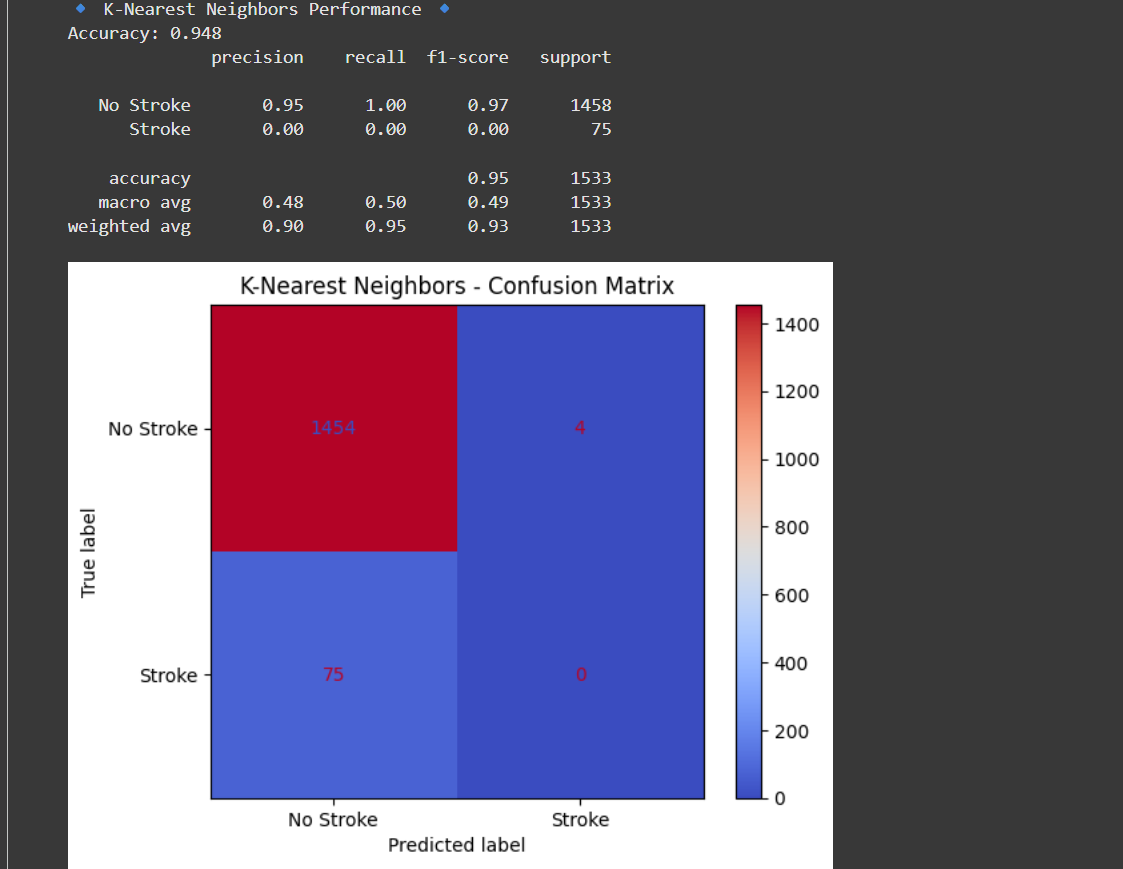 🔹 K-Nearest Neighbors Performance 🔹
Accuracy: 0.948
precision recall f1-score support
No Stroke 0.95 1.00 0.97 1458
Stroke 0.00 0.00 0.00 75
accuracy 0.95 1533
macro avg 0.48 0.50 0.49 1533
weighted avg 0.90 0.95 0.93 1533
K-Nearest Neighbors - Confusion Matrix
No Stroke 1454 4
Stroke 75 0
True label
No Stroke Stroke
Predicted label
1400
1200
1000
800
600
400
200
0